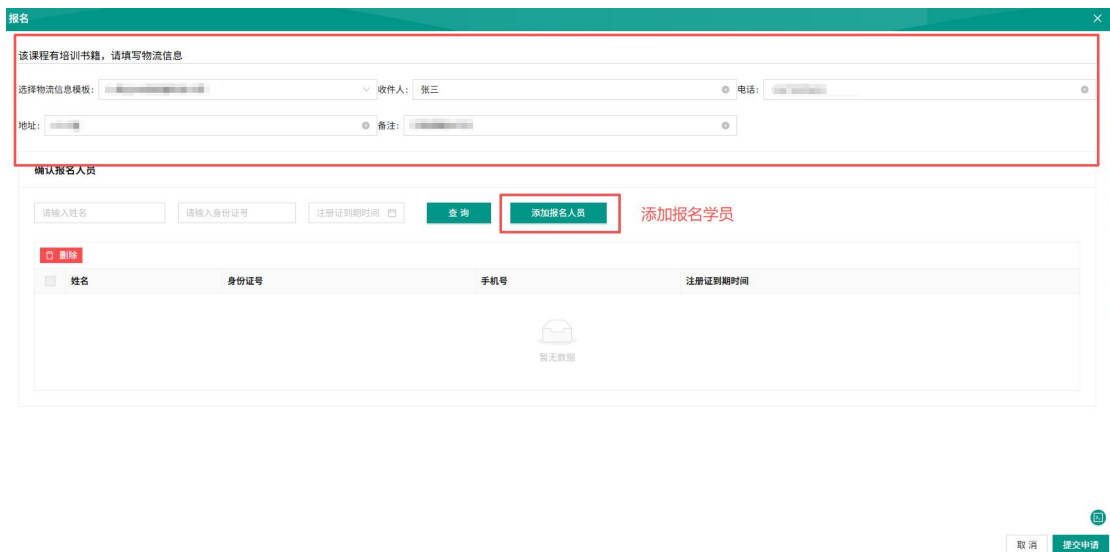 报名
该课程有培训书籍，请填写物流信息
选择物流信息模板： 收件人： 张三 电话：
地址： 备注：
确认报名人员
请输入姓名 请输入身份证号 注册证到期时间 查询 添加报名人员 添加报名学员
删除
姓名 身份证号 手机号 注册证到期时间
暂无数据
取消 提交申请